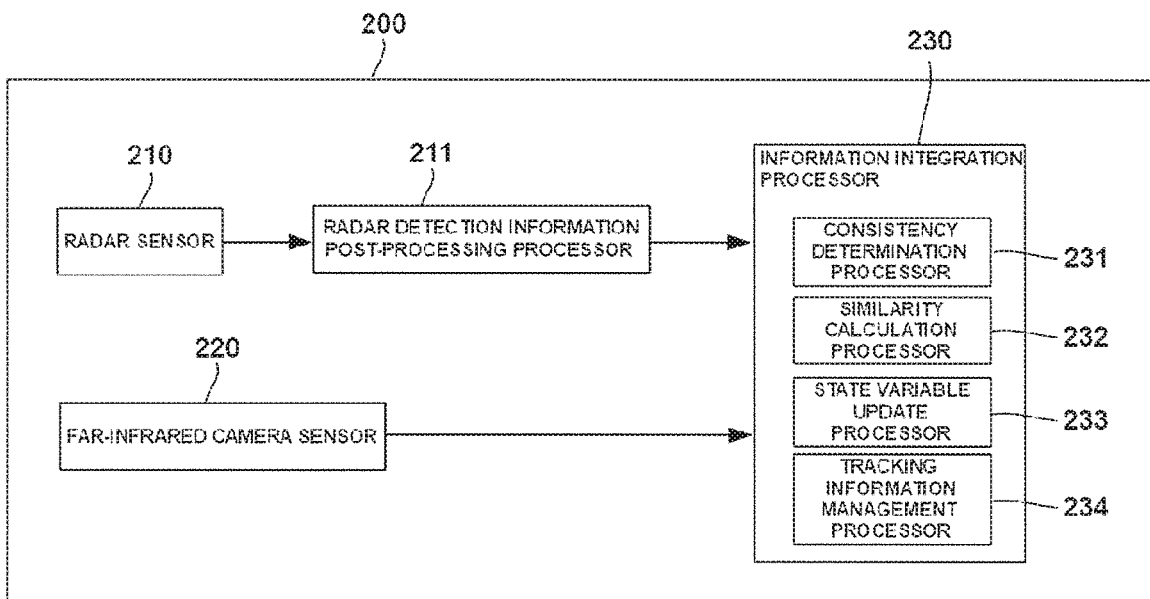 200
230
210
211
INFORMATION INTEGRATION
PROCESSOR
RADAR SENSOR
RADAR DETECTION INFORMATION
POST-PROCESSING PROCESSOR
CONSISTENCY
DETERMINATION
PROCESSOR
231
SIMILARITY
CALCULATION
PROCESSOR
232
220
FAR-INFRARED CAMERA SENSOR
STATE VARIABLE
UPDATE
PROCESSOR
233
TRACKING
INFORMATION
MANAGEMENT
PROCESSOR
234